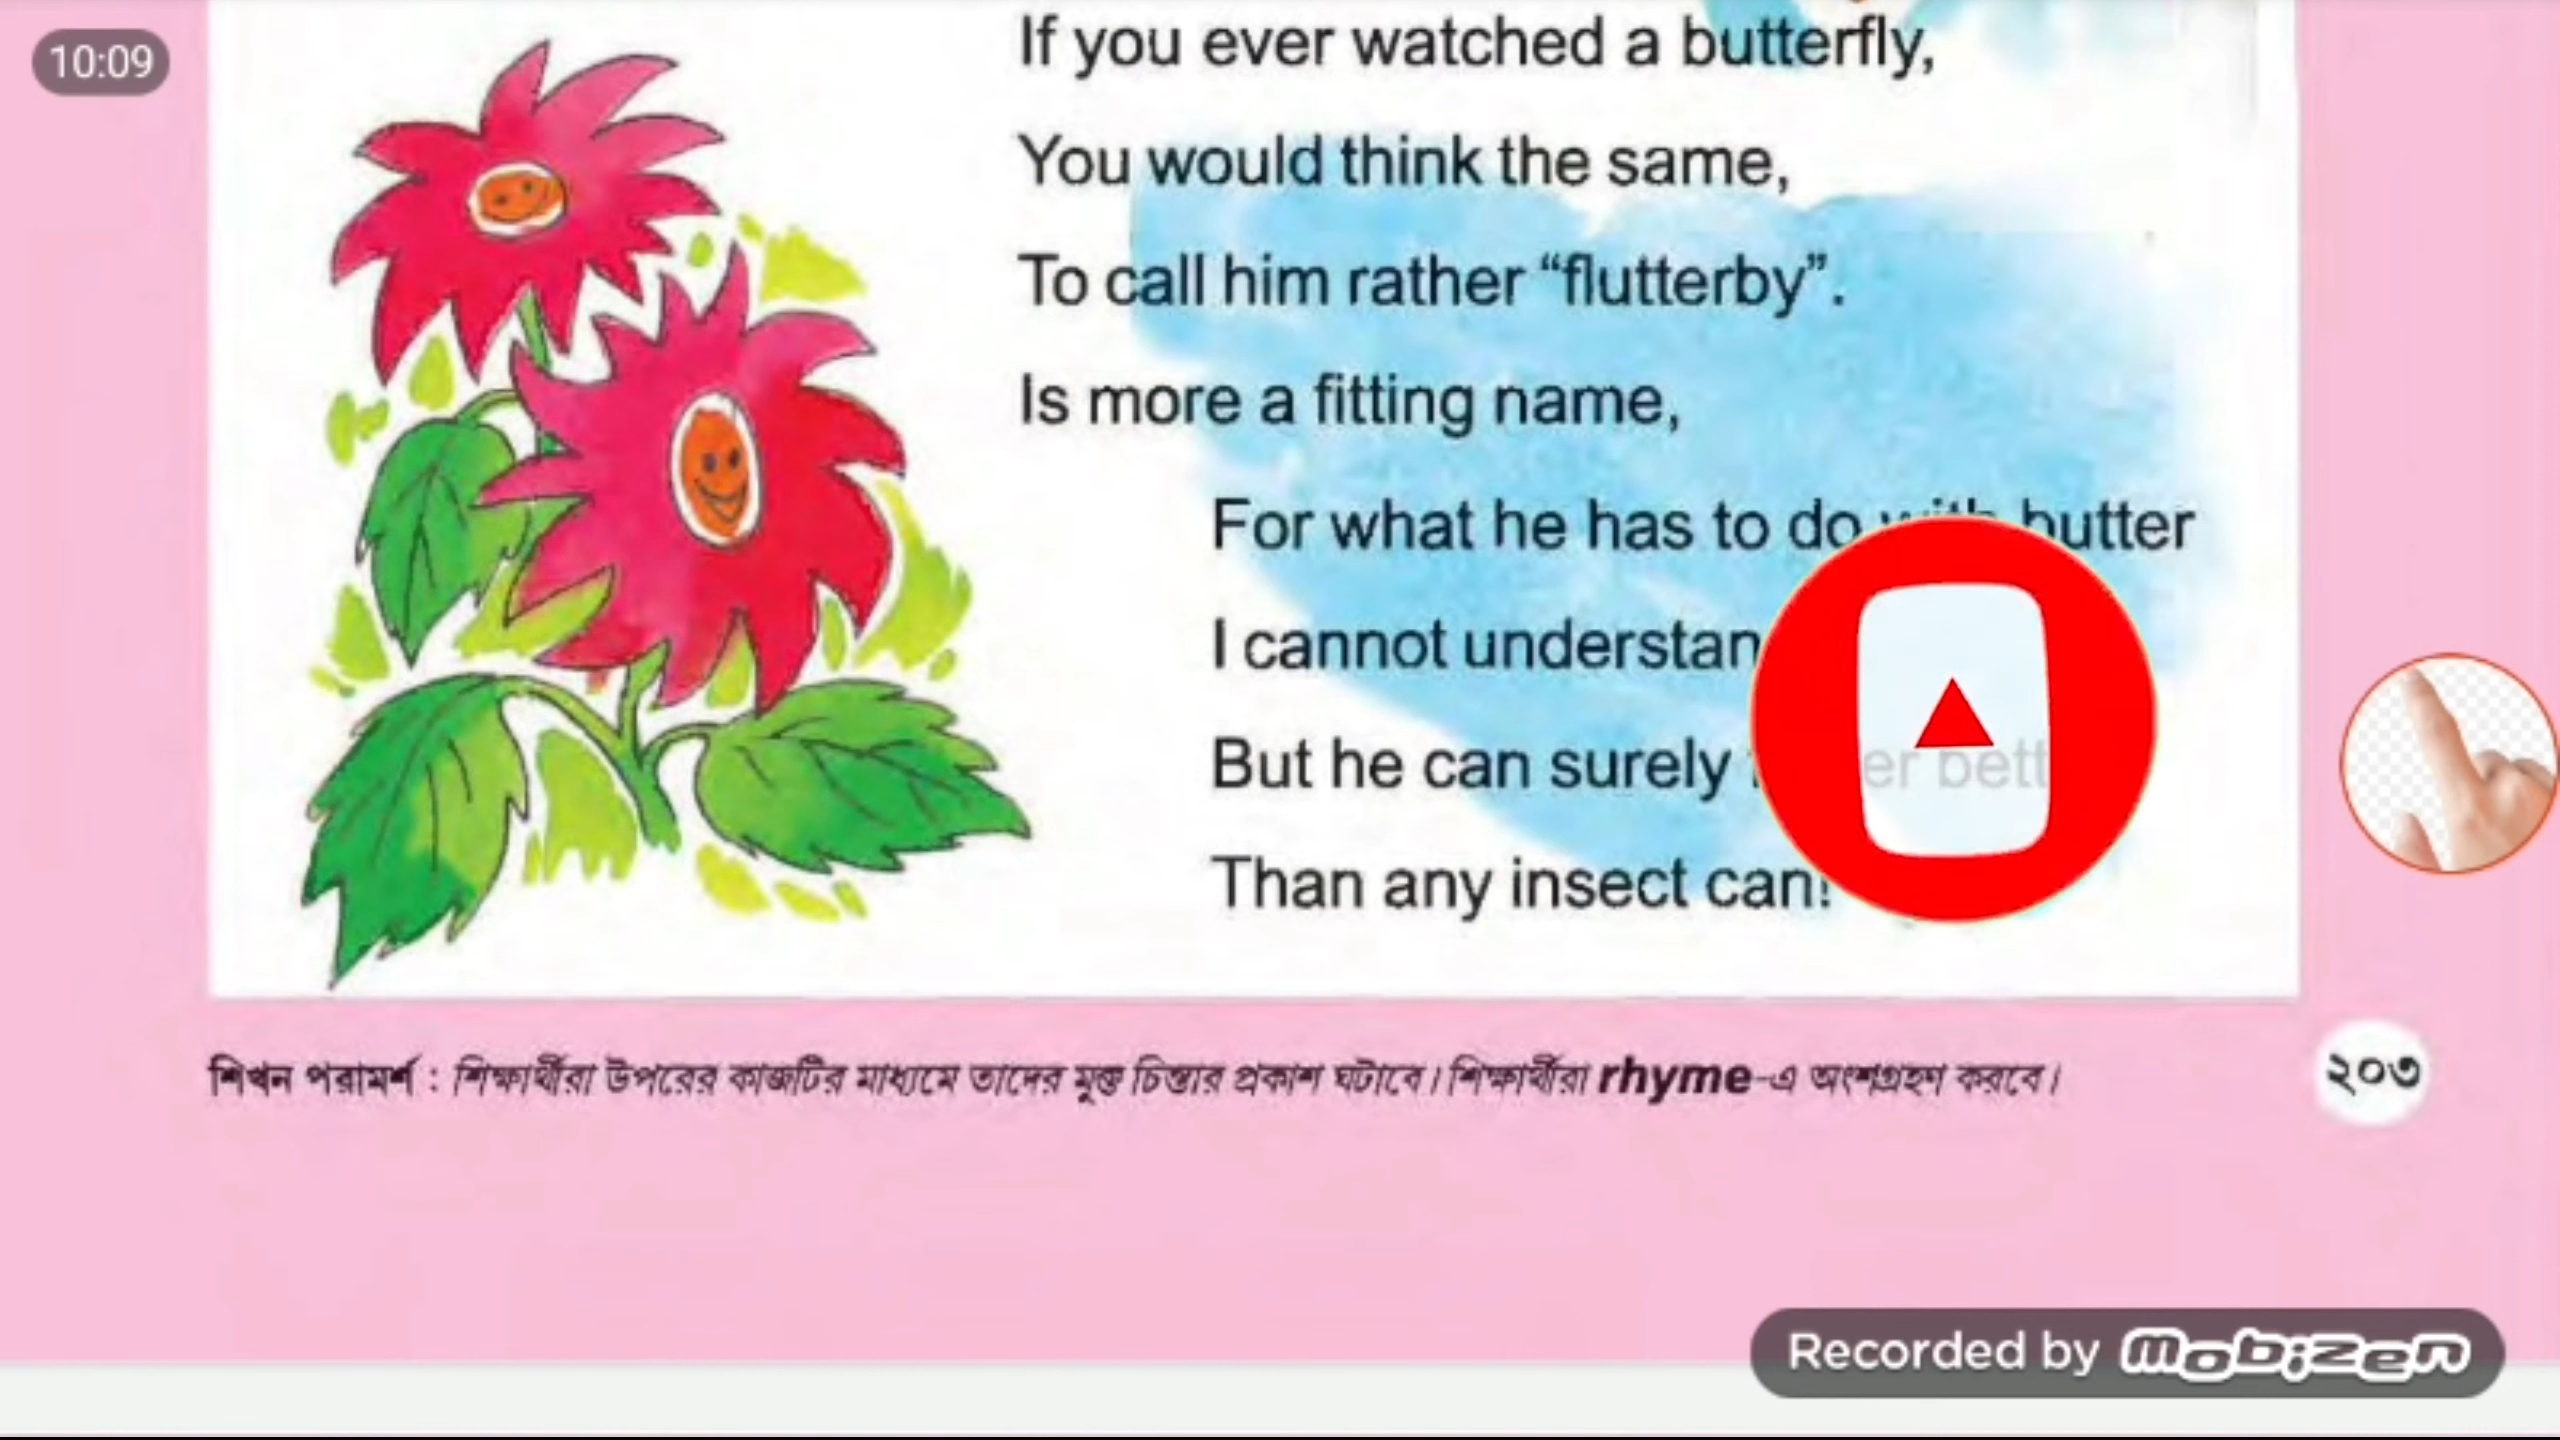 10:09
If you ever watched a butterfly,
You would think the same,
To call him rather “flutterby”.
Is more a fitting name,
For what he has to do with butter
I cannot
But he can surely
Than any insect can!
শিখন পরামর্শ : শিক্ষার্থীরা উপরের কাজটির মাধ্যমে তাদের মুক্ত চিন্তার প্রকাশ ঘটাবে। শিক্ষার্থীরা rhyme-এ অংশগ্রহণ করবে।
২০৩
Recorded by mobizen